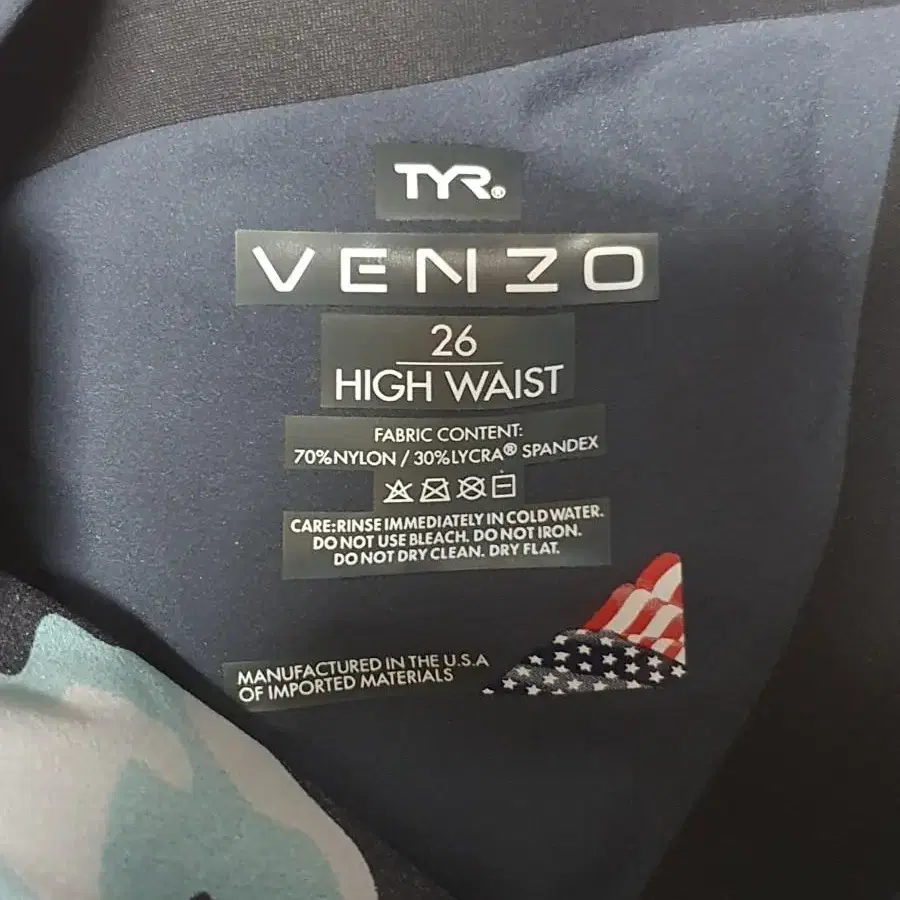 TYR®
VENZO
26
HIGH WAIST
FABRIC CONTENT:
70%NYLON / 30%LYCRA® SPANDEX
CARE:RINSE IMMEDIATELY IN COLD WATER.
DO NOT USE BLEACH. DO NOT IRON.
DO NOT DRY CLEAN. DRY FLAT.
MANUFACTURED IN THE U.S.A
OF IMPORTED MATERIALS